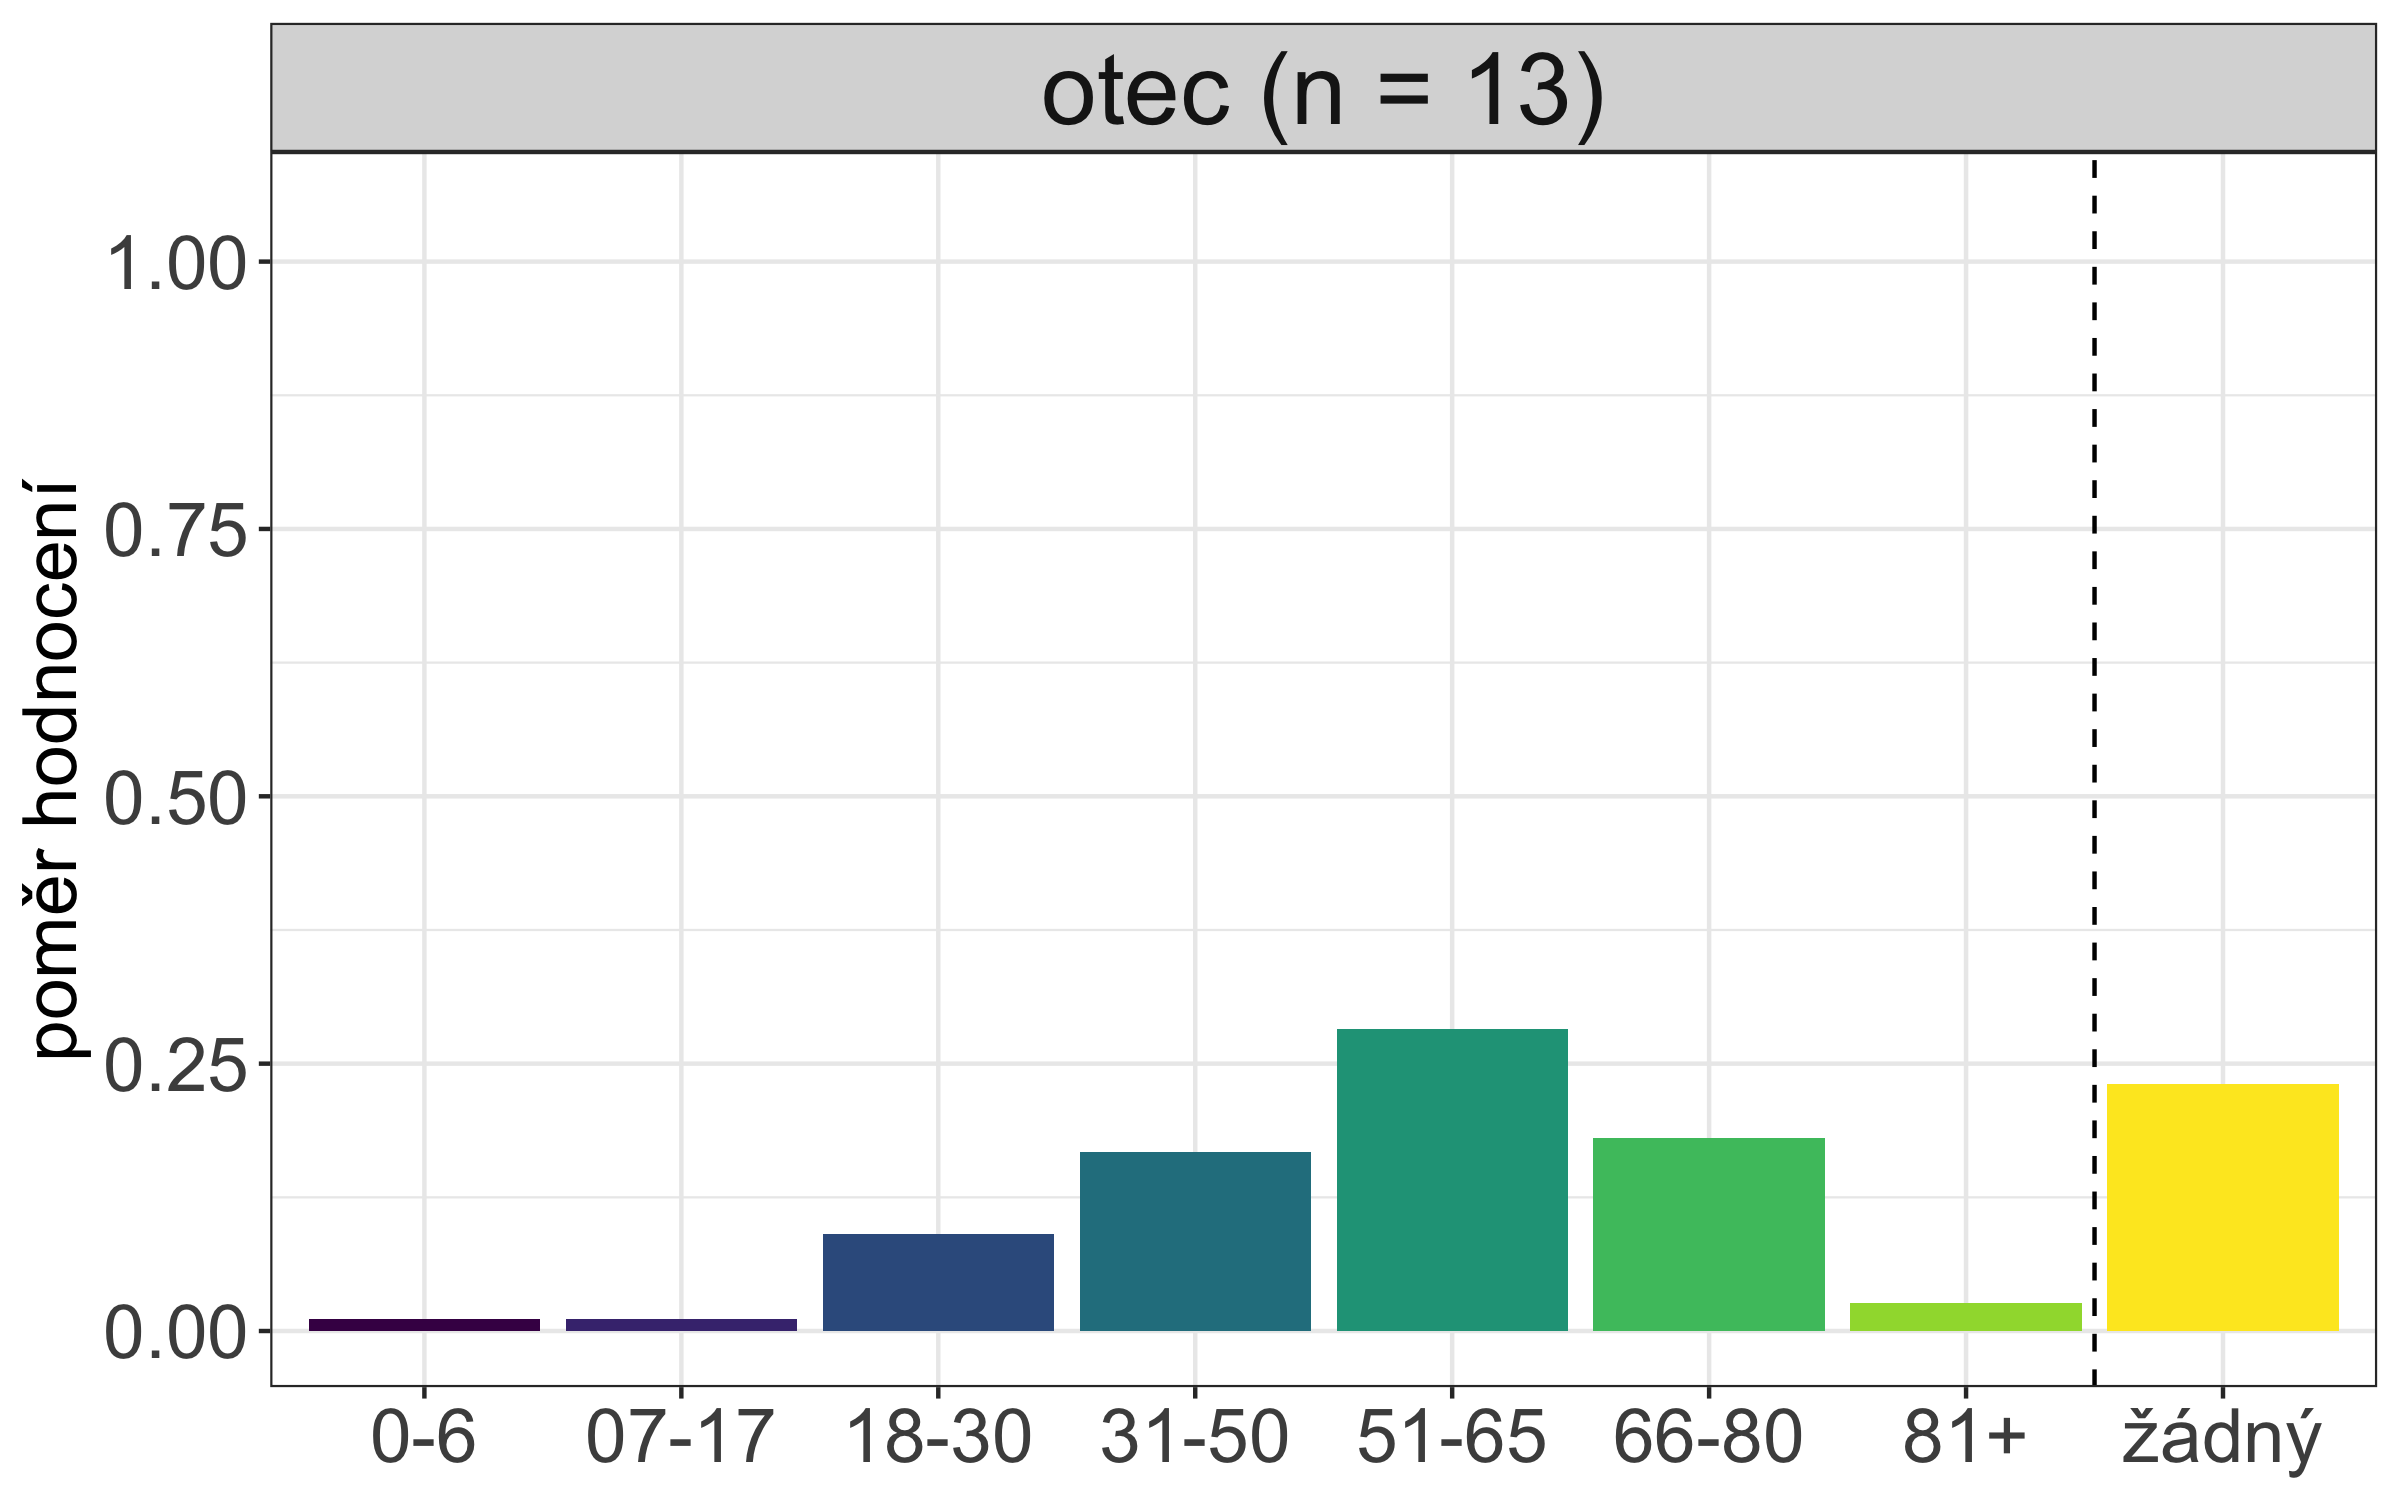 otec (n = 13)
poměr hodnocení
1.00
0.75
0.50
0.25
0.00
0-6 07-17 18-30 31-50 51-65 66-80 81+ žádný